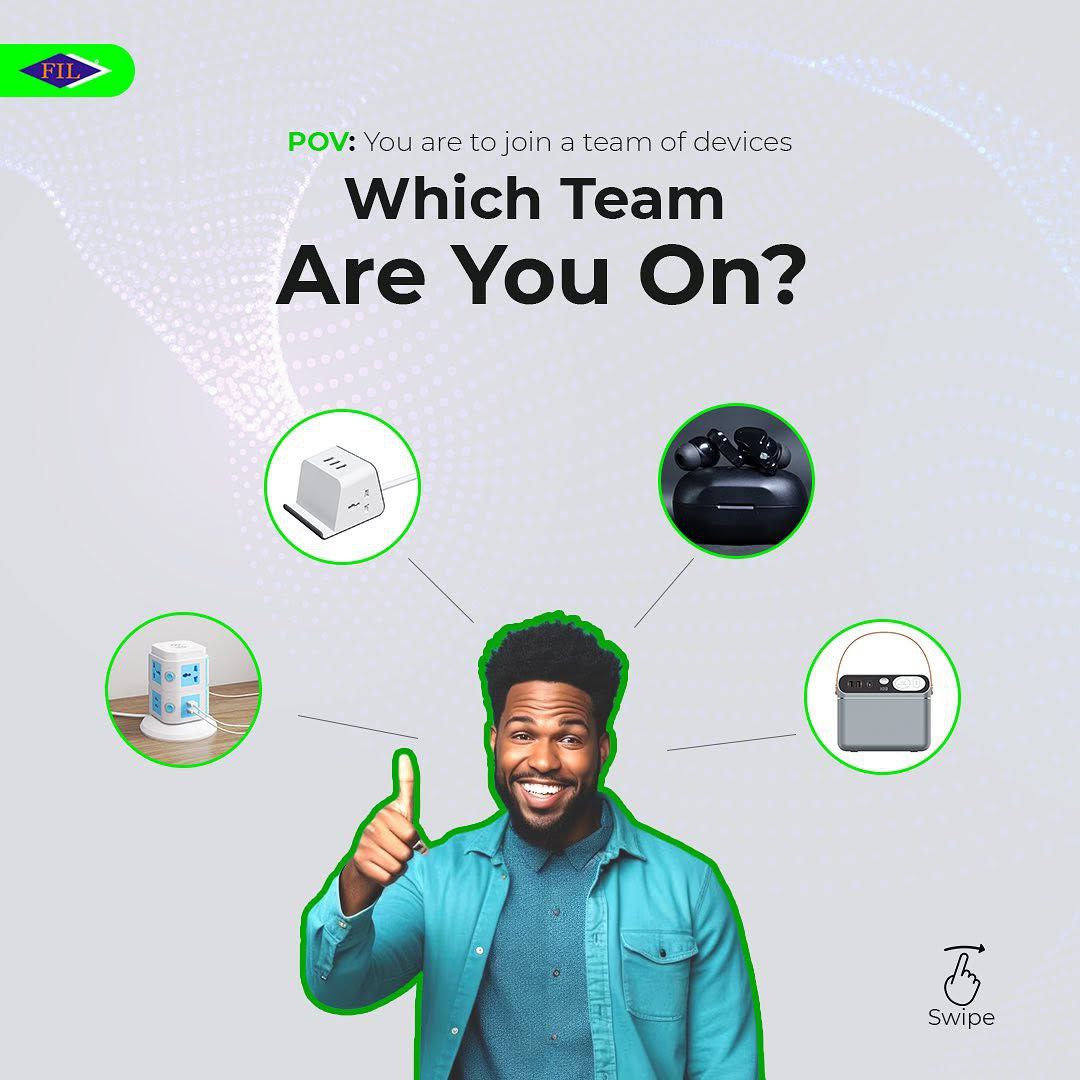 FIL
POV: You are to join a team of devices
Which Team
Are You On?
Swipe